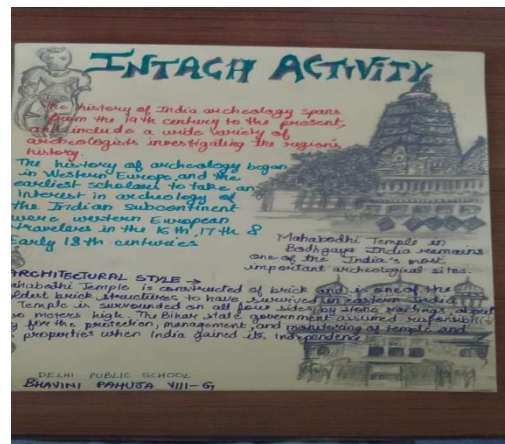 INTACH ACTIVITY
The history of India archeology spans
from the 19th century to the present,
and include a wide variety of
archeologists investigating the region's
history.
The history of archeology began
in Western Europe, and the
earliest scholars to take an
Interest in archeology of
the Indian Subcontinent
were western European
travelers in the 16th, 17th &
Early 18th centuries
Mahabodhi Temple in
Bodhgaya India remains
one of the India's most
important archeological sites.
ARCHITECTURAL STYLE →
ahabodhi Temple is constructed of brick and is one of the
oldest brick structures to have survived in eastern India
Temple is surrounded on all four sides by stone railings, about
wo meters high. The Bihar state government assumed responsibili-
y for the protection, management, and monitoring of temple and
properties when India gained its Independence
DELHI PUBLIC SCHOOL
BHAVINI PAHUJA VIII-G